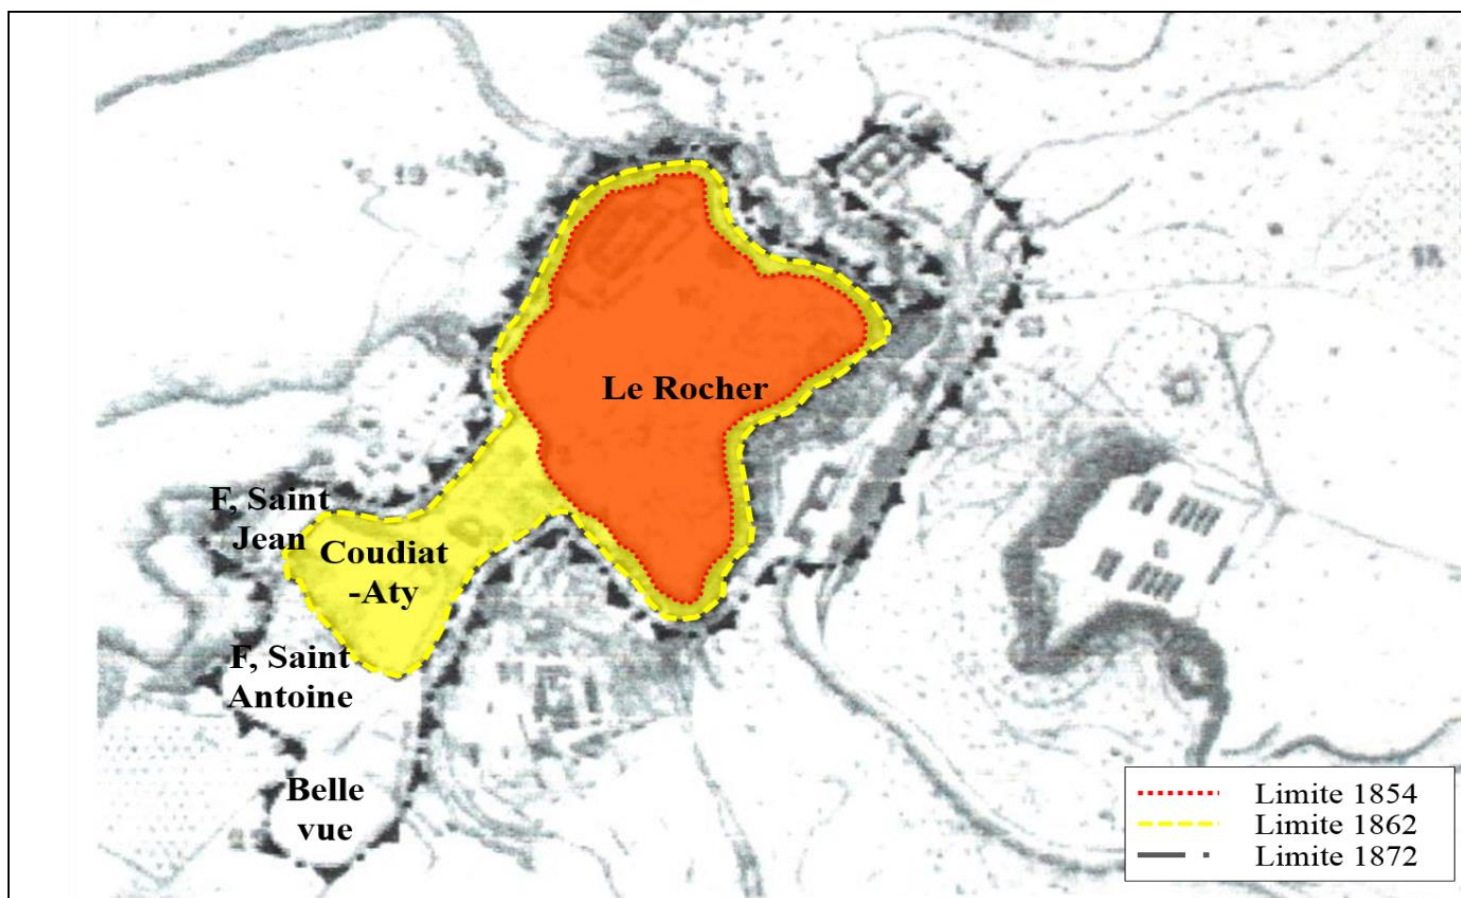 Le Rocher
F, Saint
Jean
Coudiat
-Aty
F, Saint
Antoine
Belle
vue
Limite 1854
Limite 1862
Limite 1872